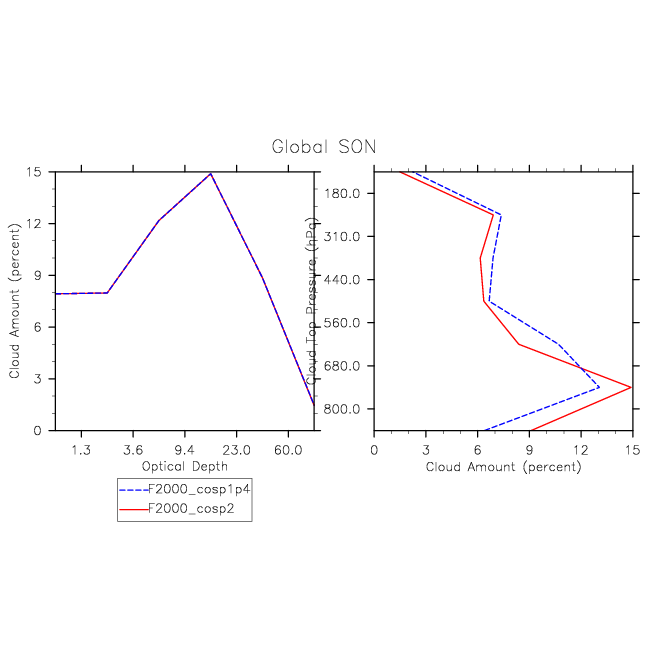 Global SON
15
12
9
6
3
0
Cloud Amount (percent)
1.3 3.6 9.4 23.0 60.0
Optical Depth
Cloud Top Pressure (hPa)
180.0
310.0
440.0
560.0
680.0
800.0
0 3 6 9 12 15
Cloud Amount (percent)
F2000_cosp1p4
F2000_cosp2